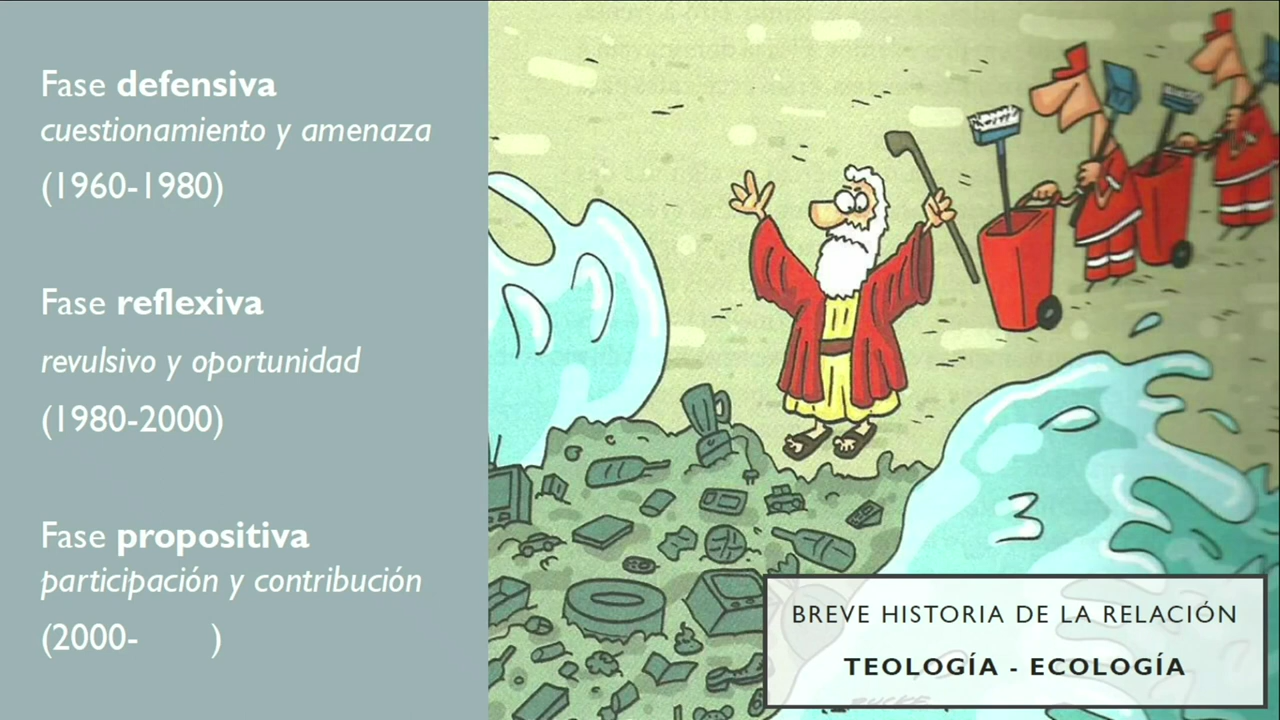 Fase defensiva
cuestionamiento y amenaza
(1960-1980)
Fase reflexiva
revulsivo y oportunidad
(1980-2000)
Fase propositiva
participación y contribución
(2000-       )
BREVE HISTORIA DE LA RELACIÓN
TEOLOGÍA - ECOLOGÍA